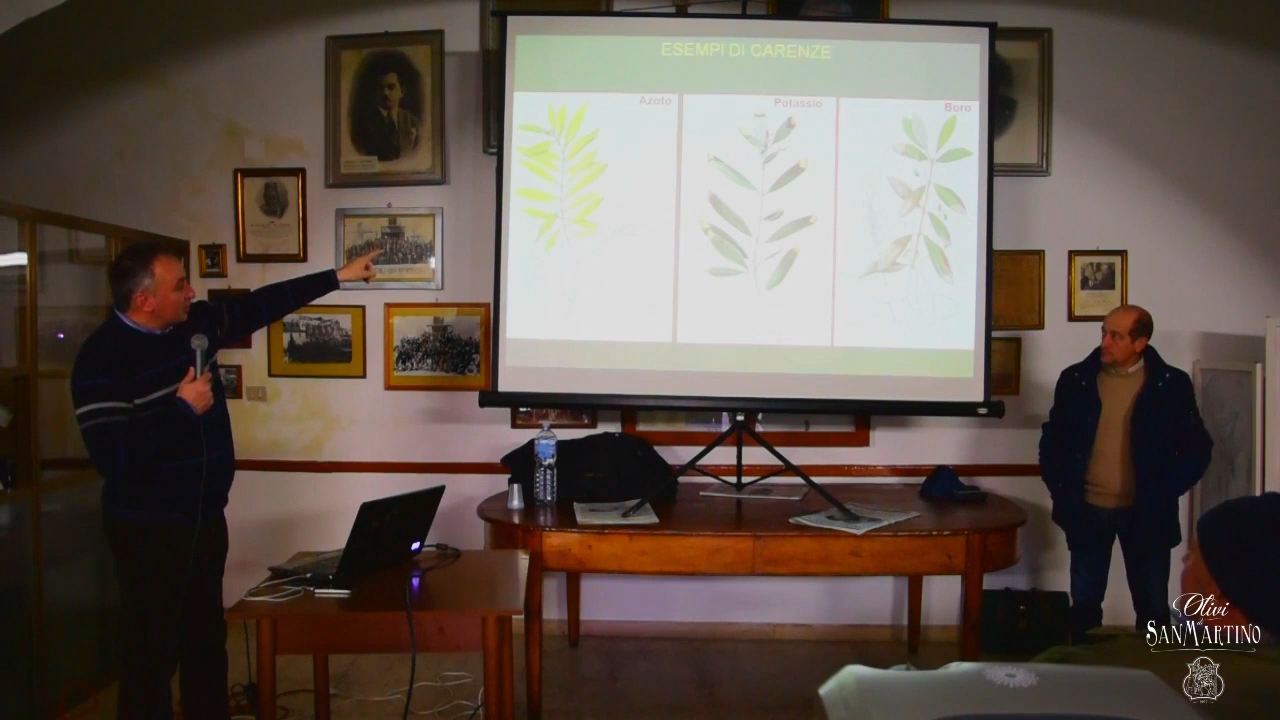 ESEMPI DI CARENZE
Azoto
Potassio
Boro
Olivi
di
SANMARTINO